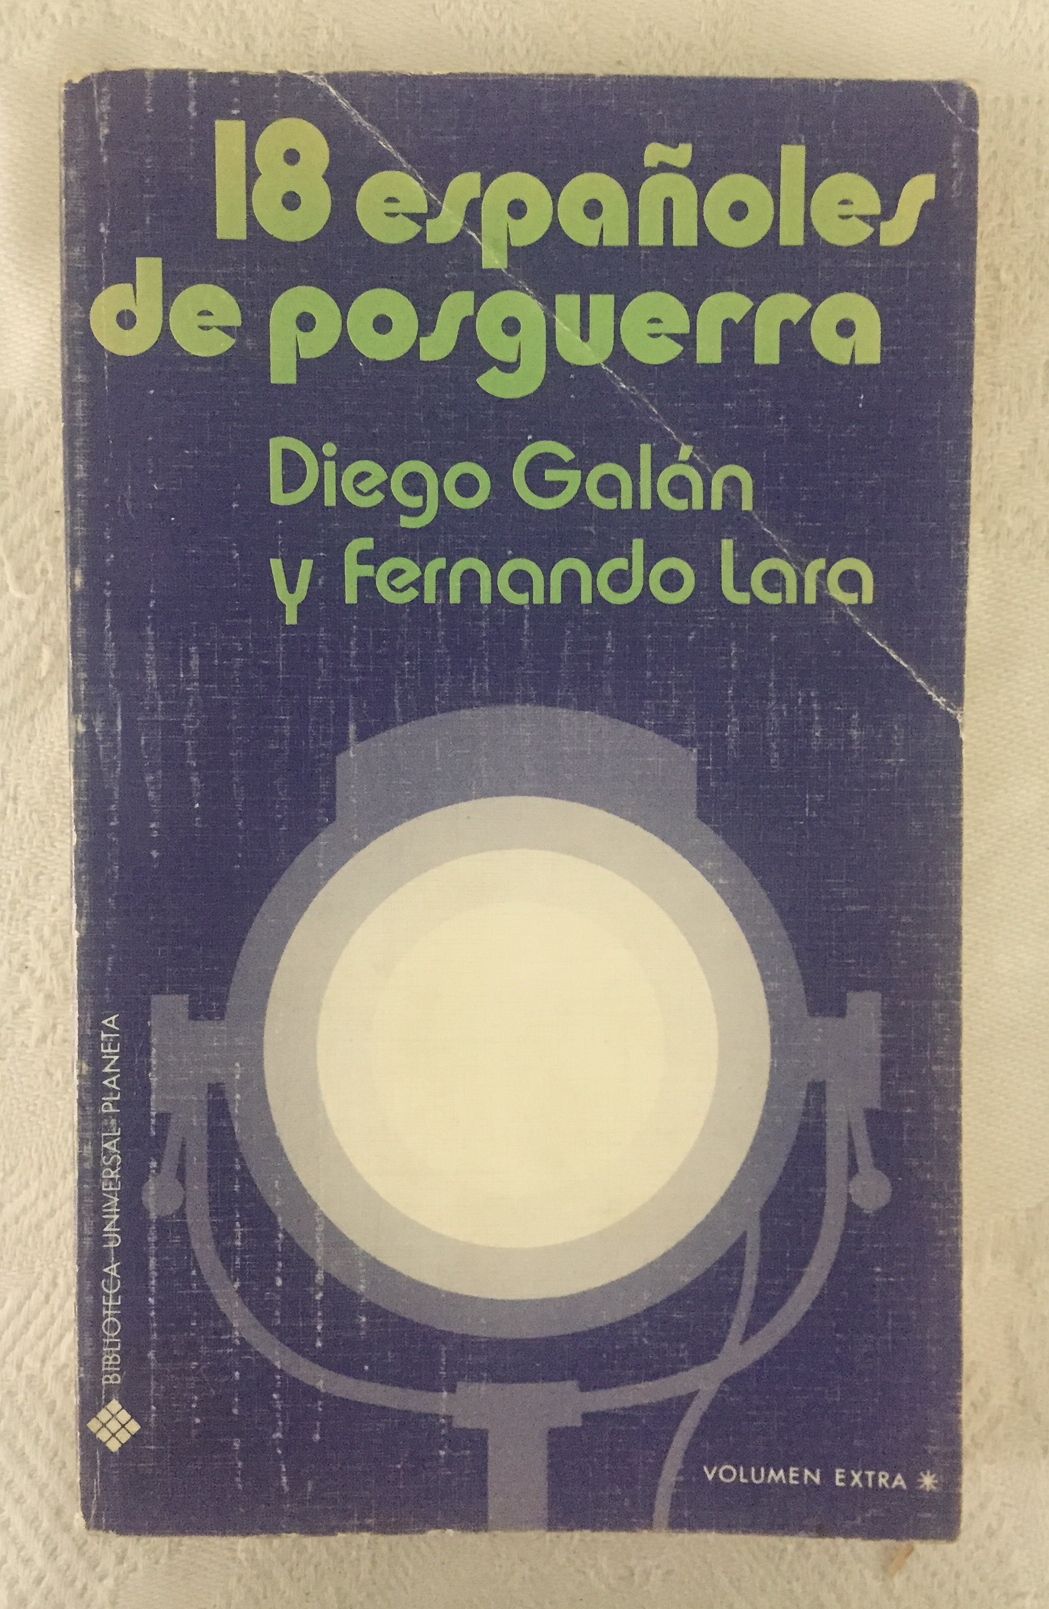 18 españoles
de posguerra
Diego Galán
y Fernando Lara
BIBLIOTECA UNIVERSAL PLANETA
VOLUMEN EXTRA *